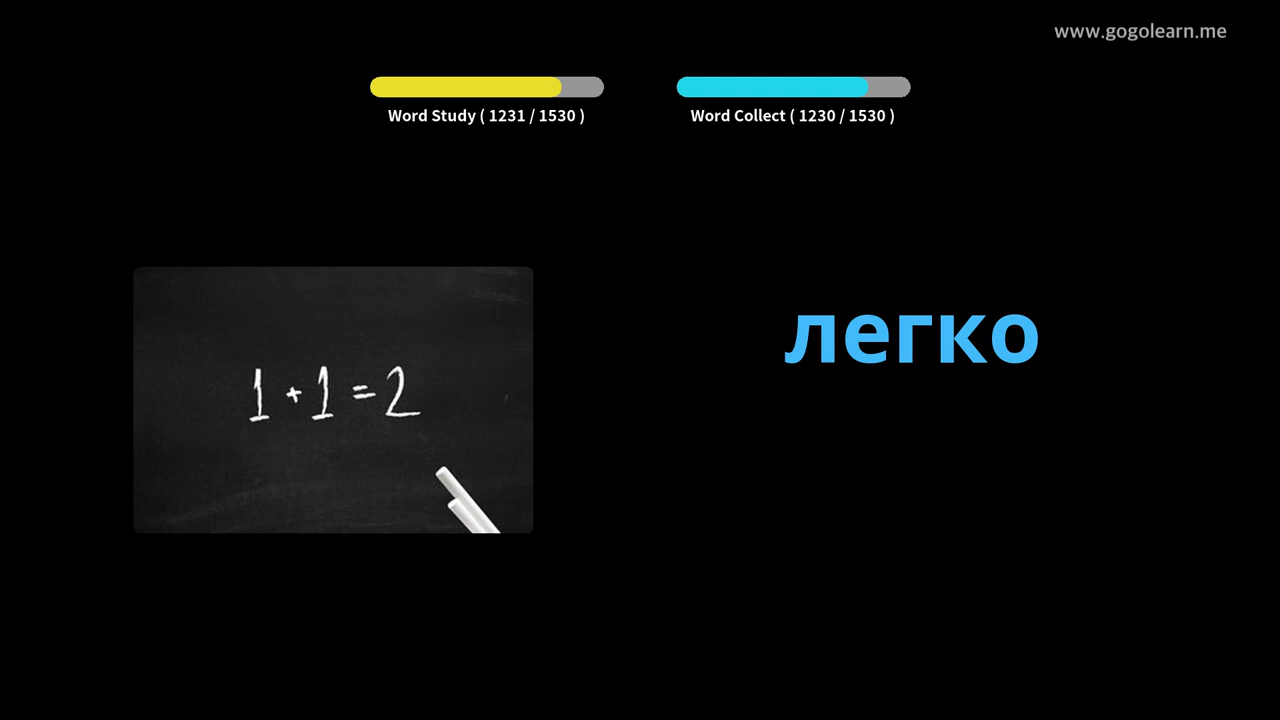 www.gogolearn.me
Word Study ( 1231 / 1530 )
Word Collect ( 1230 / 1530 )
1 + 1 = 2
легко